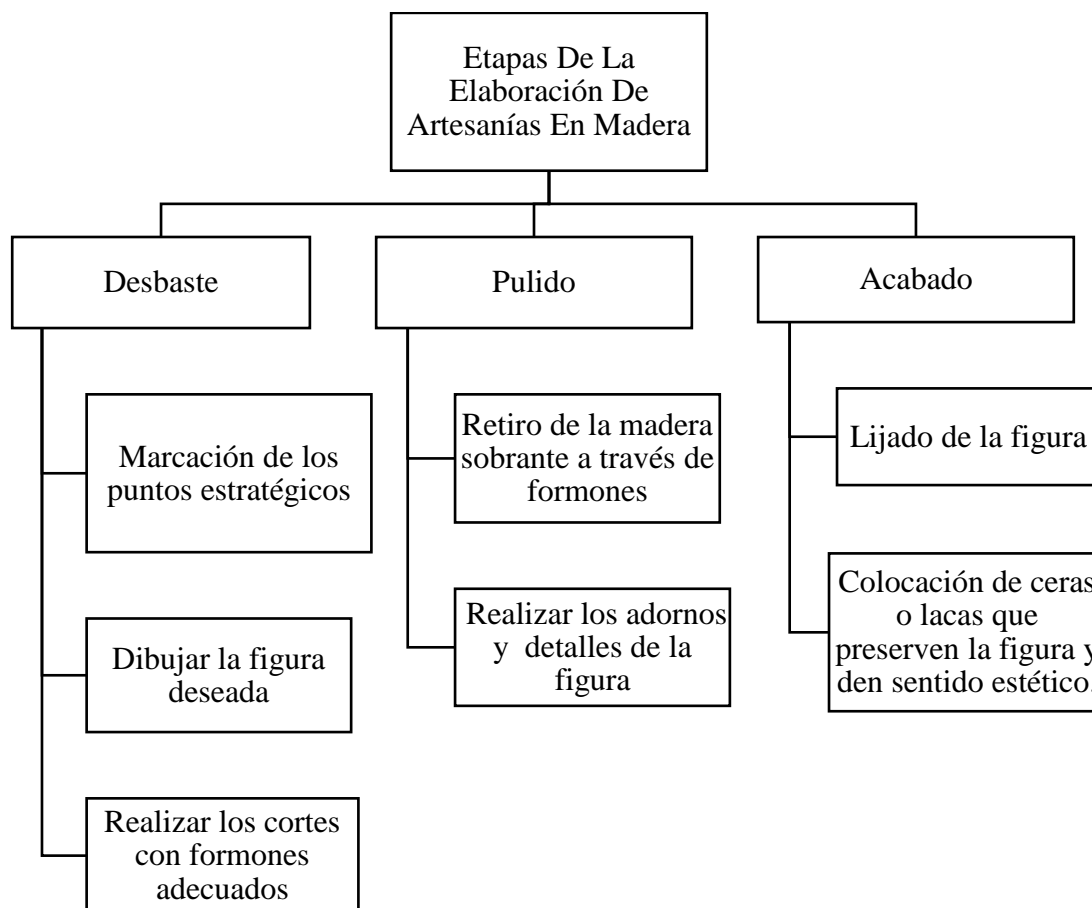 Etapas De La
Elaboración De
Artesanías En Madera
Desbaste
Marcación de los
puntos estratégicos
Dibujar la figura
deseada
Realizar los cortes
con formones
adecuados
Pulido
Retiro de la madera
sobrante a través de
formones
Realizar los adornos
y detalles de la
figura
Acabado
Lijado de la figura
Colocación de ceras
o lacas que
preserven la figura y
den sentido estético.